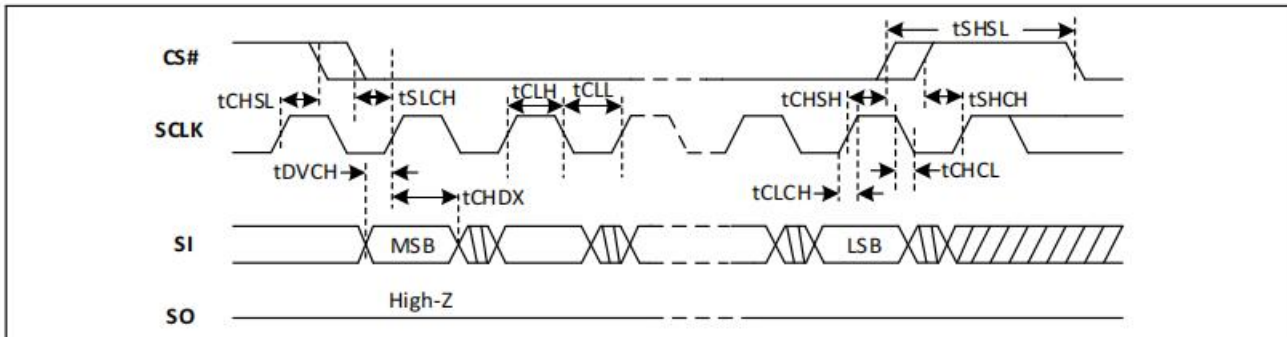 tSHSL
CS#
tCHSL
tSLCH
tCLH
tCLL
tCHSH
tSHCH
SCLK
tDVCH
tCHDX
tCLCH
tCHCL
SI
MSB
LSB
High-Z
SO